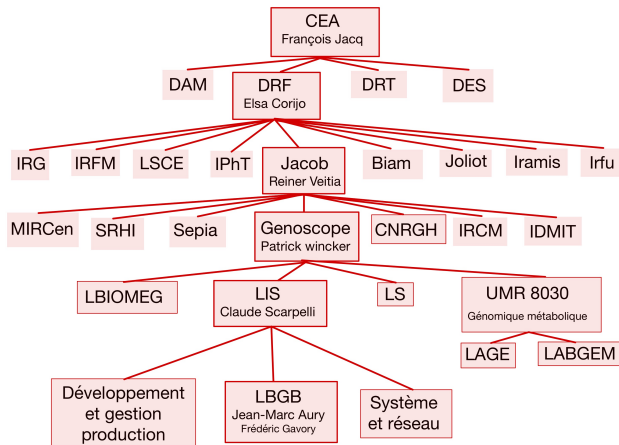 CEA
François Jacq
DAM
DRF
Elsa Corijo
DRT
DES
IRG
IRFM
LSCE
IPhT
Jacob
Reiner Veitia
Biam
Joliot
Iramis
Irfu
MIRCen
SRHI
Sepia
Genoscope
Patrick wincker
CNRGH
IRCM
IDMIT
LBIOMEG
LIS
Claude Scarpelli
LS
UMR 8030
Génomique métabolique
LAGE
LABGEM
Développement
et gestion
production
LBGB
Jean-Marc Aury
Frédéric Gavory
Système
et réseau